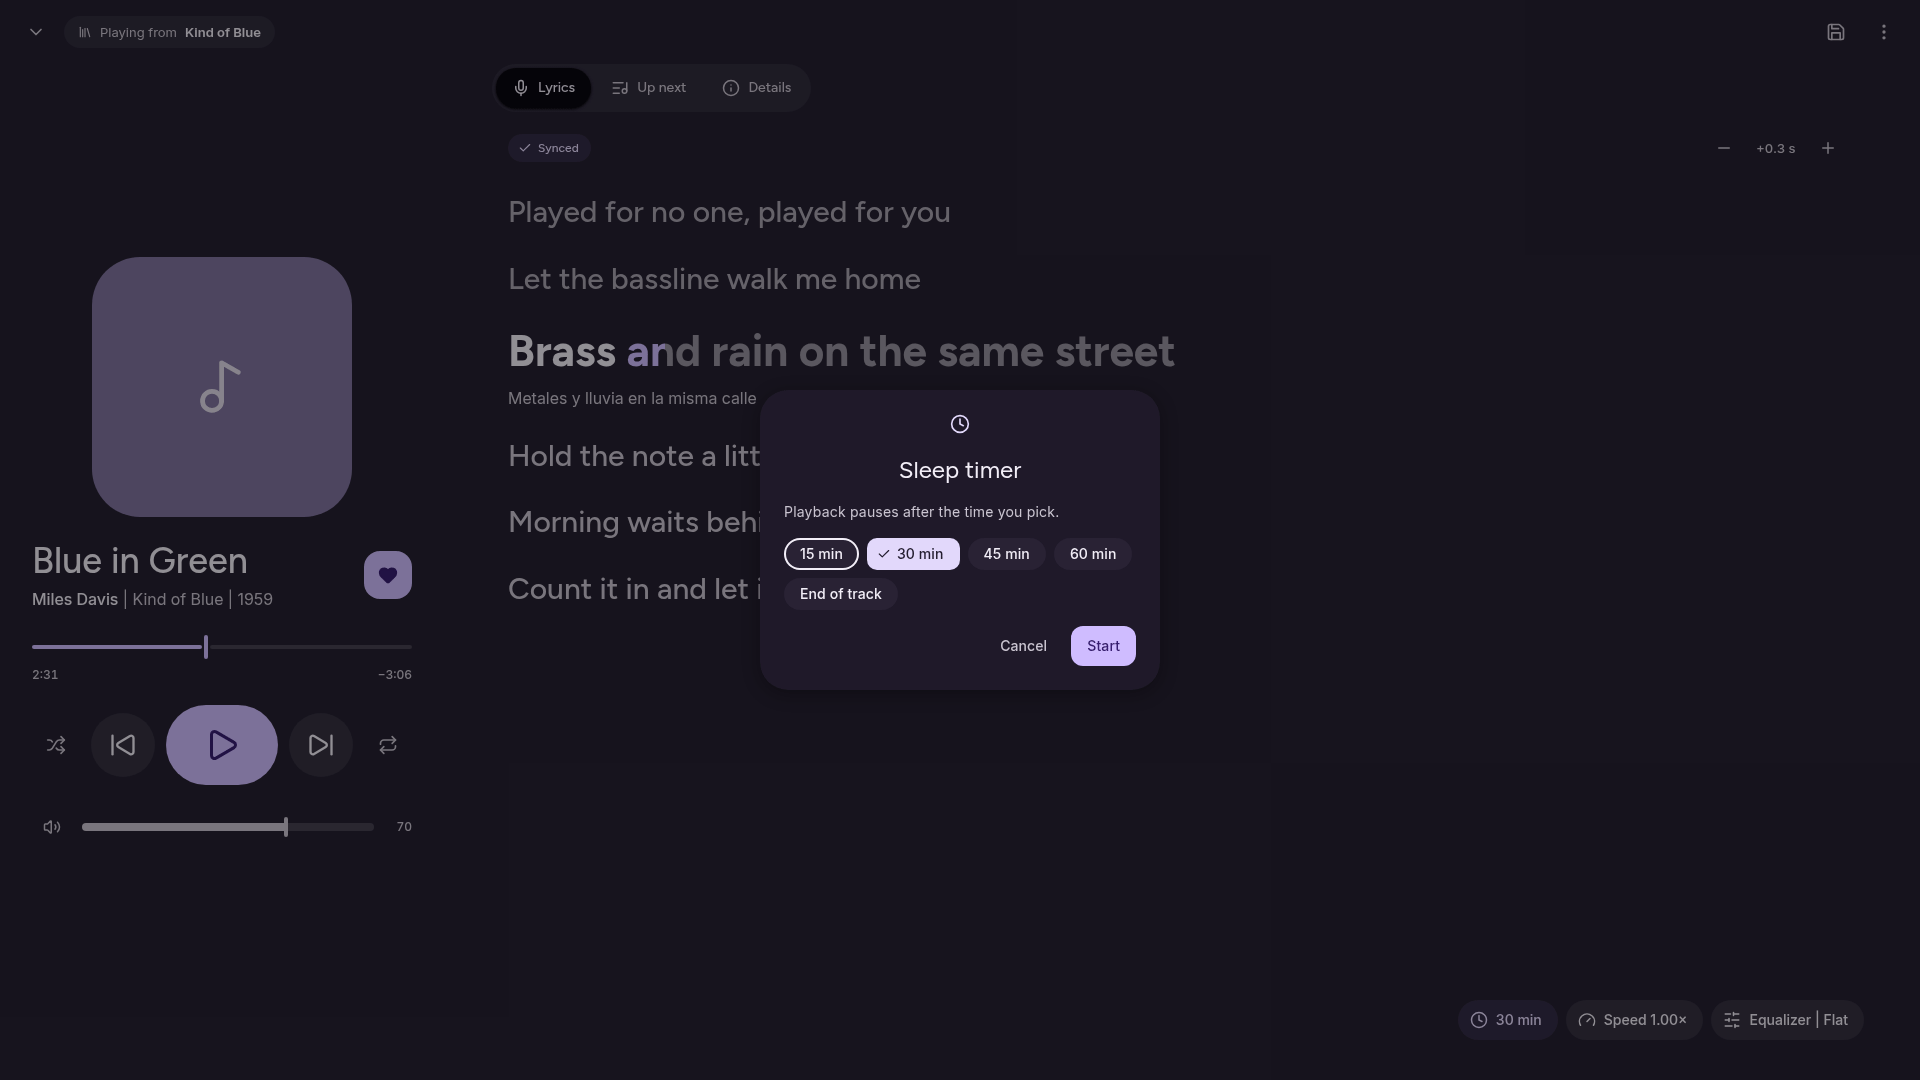 Playing from Kind of Blue
Lyrics
Up next
Details
Synced
+0.3 s
Played for no one, played for you
Let the bassline walk me home
Brass and rain on the same street
Metales y lluvia en la misma calle
Hold the note a litt
Morning waits behi
Count it in and let i
Blue in Green
Miles Davis | Kind of Blue | 1959
2:31
−3:06
70
Sleep timer
Playback pauses after the time you pick.
15 min
30 min
45 min
60 min
End of track
Cancel
Start
30 min
Speed 1.00×
Equalizer | Flat